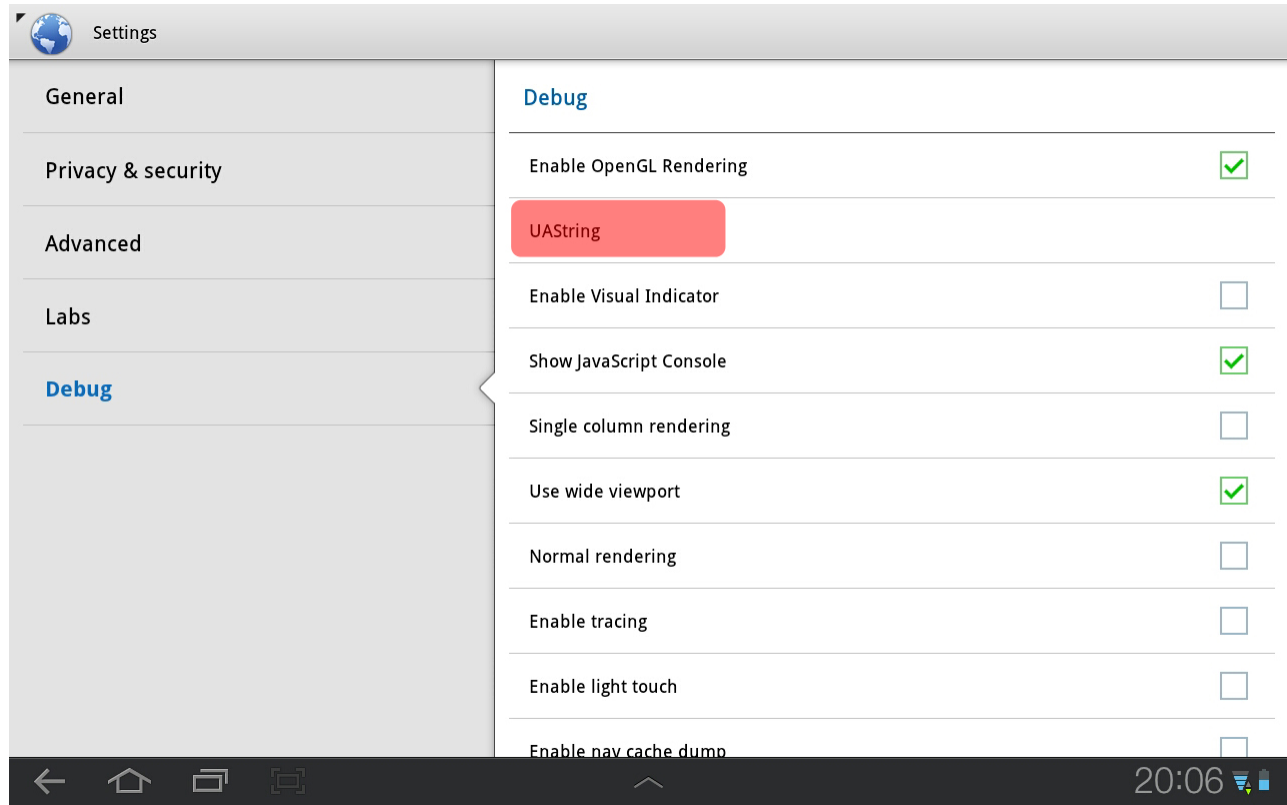 Settings
General
Privacy & security
Advanced
Labs
Debug
Debug
Enable OpenGL Rendering
UAString
Enable Visual Indicator
Show JavaScript Console
Single column rendering
Use wide viewport
Normal rendering
Enable tracing
Enable light touch
Enable nav cache dump
20:06